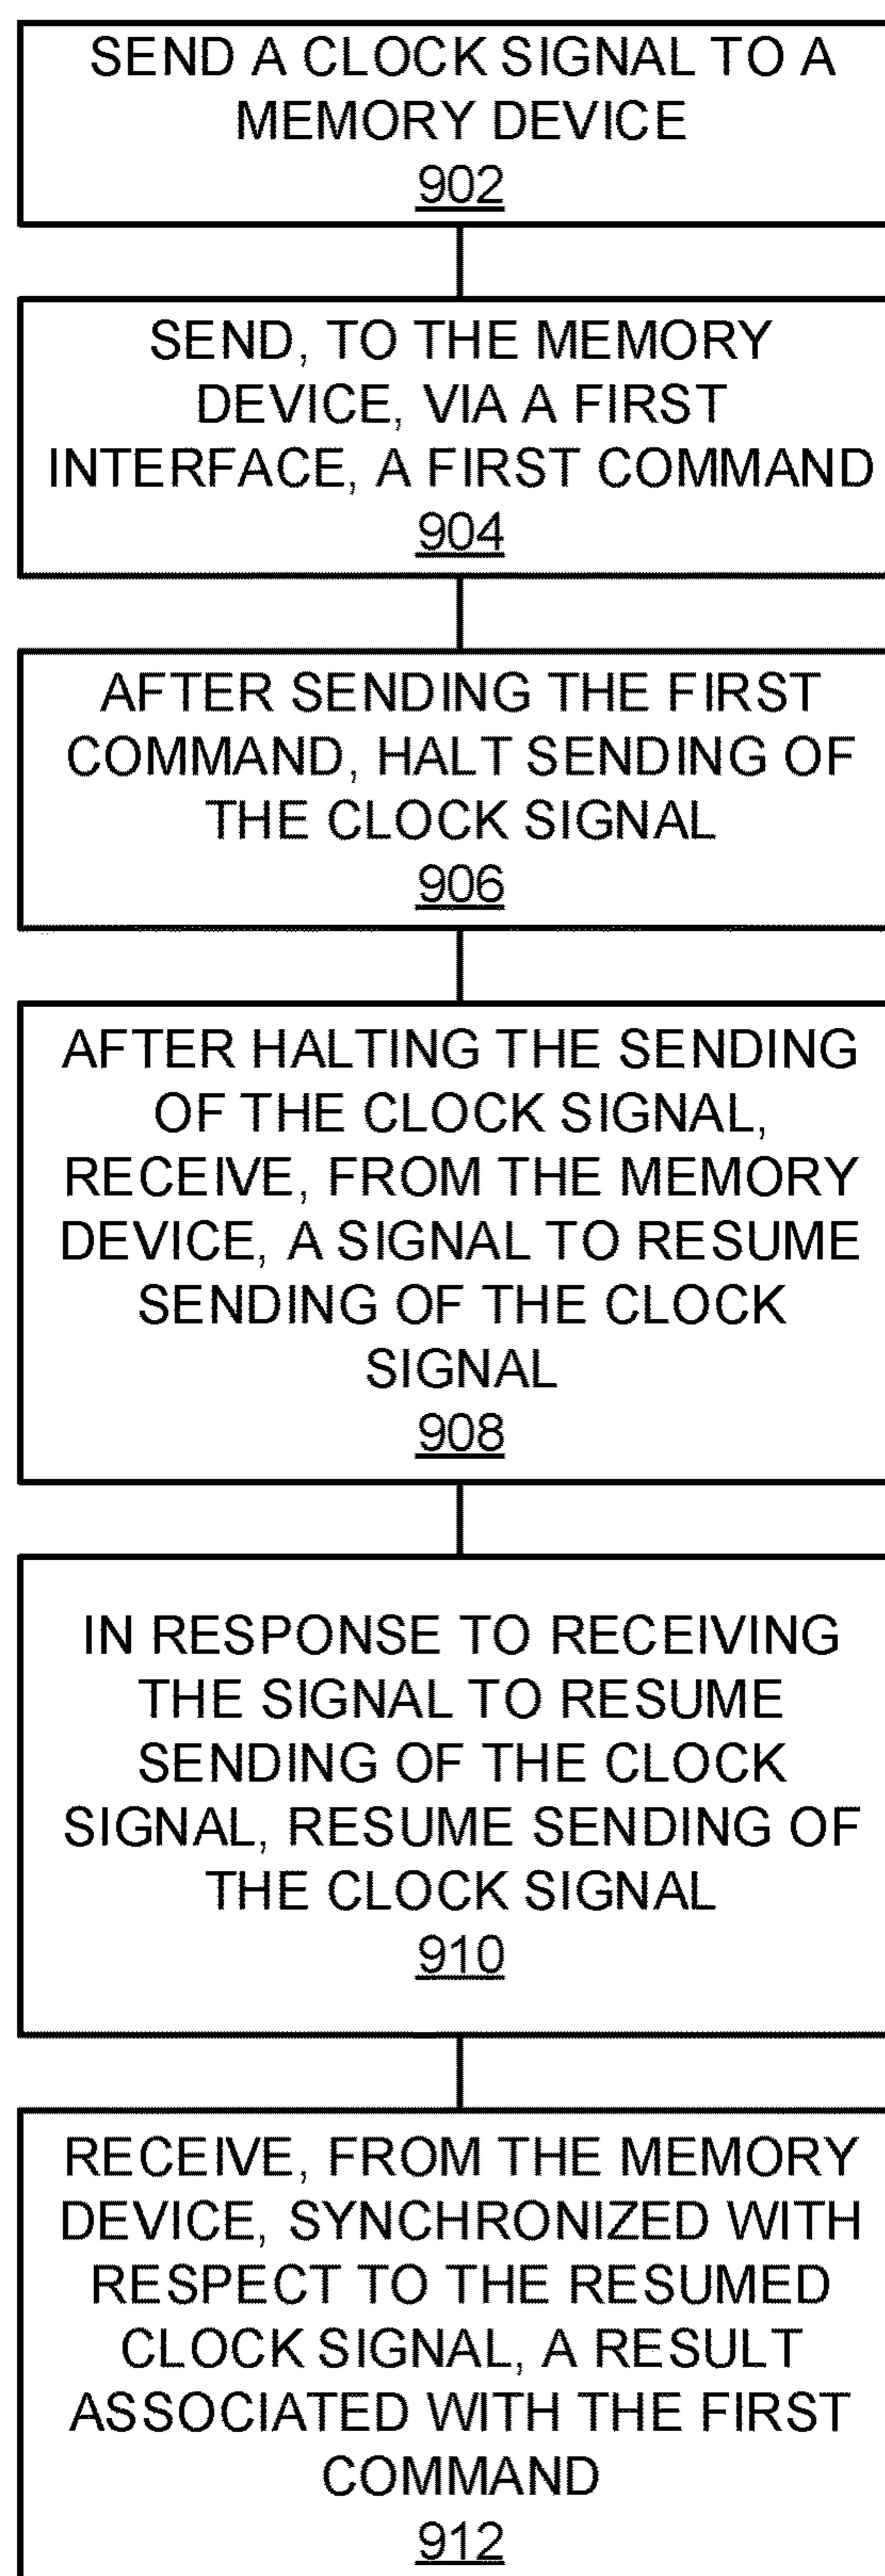 SEND A CLOCK SIGNAL TO A
MEMORY DEVICE
902
SEND, TO THE MEMORY
DEVICE, VIA A FIRST
INTERFACE, A FIRST COMMAND
904
AFTER SENDING THE FIRST
COMMAND, HALT SENDING OF
THE CLOCK SIGNAL
906
AFTER HALTING THE SENDING
OF THE CLOCK SIGNAL,
RECEIVE, FROM THE MEMORY
DEVICE, A SIGNAL TO RESUME
SENDING OF THE CLOCK
SIGNAL
908
IN RESPONSE TO RECEIVING
THE SIGNAL TO RESUME
SENDING OF THE CLOCK
SIGNAL, RESUME SENDING OF
THE CLOCK SIGNAL
910
RECEIVE, FROM THE MEMORY
DEVICE, SYNCHRONIZED WITH
RESPECT TO THE RESUMED
CLOCK SIGNAL, A RESULT
ASSOCIATED WITH THE FIRST
COMMAND
912